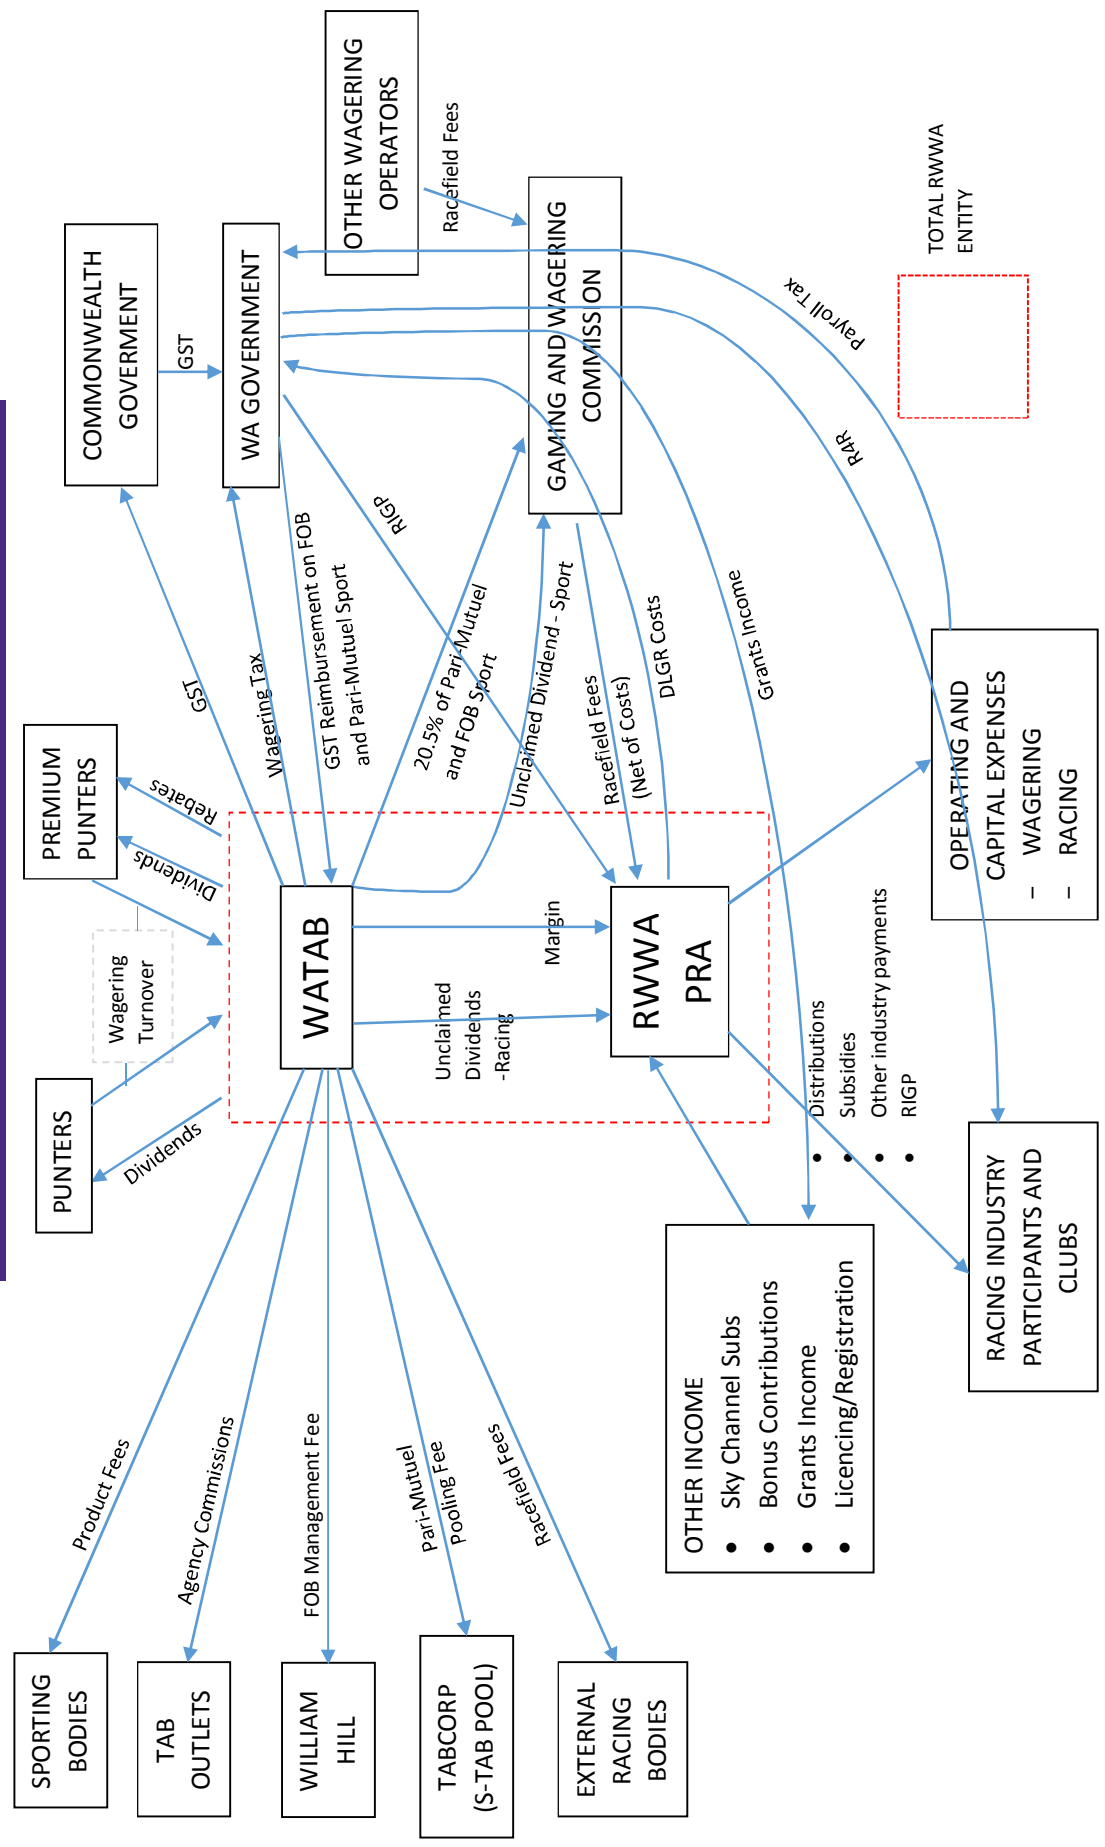 SPORTING
BODIES
TAB
OUTLETS
WILLIAM
HILL
TABCORP
(S-TAB POOL)
EXTERNAL
RACING
BODIES
Product Fees
Agency Commissions
FOB Management Fee
Pari-Mutuel
Pooling Fee
Racefield Fees
PUNTERS
Dividends
Wagering
Turnover
PREMIUM
PUNTERS
Dividends
Rebates
WATAB
Unclaimed
Dividends
-Racing
Margin
RWWA
PRA
OTHER INCOME
• Sky Channel Subs
• Bonus Contributions
• Grants Income
• Licencing/Registration
• Distributions
• Subsidies
• Other industry payments
• RIGP
RACING INDUSTRY
PARTICIPANTS AND
CLUBS
OPERATING AND
CAPITAL EXPENSES
– WAGERING
– RACING
GST
Wagering Tax
GST Reimbursement on FOB
and Pari-Mutuel Sport
RIGP
20.5% of Pari-Mutuel
and FOB Sport
Unclaimed Dividend - Sport
Racefield Fees
(Net of Costs)
DLGR Costs
Grants Income
R4R
Payroll Tax
COMMONWEALTH
GOVERMENT
GST
WA GOVERNMENT
OTHER WAGERING
OPERATORS
Racefield Fees
GAMING AND WAGERING
COMMISSION
TOTAL RWWA
ENTITY